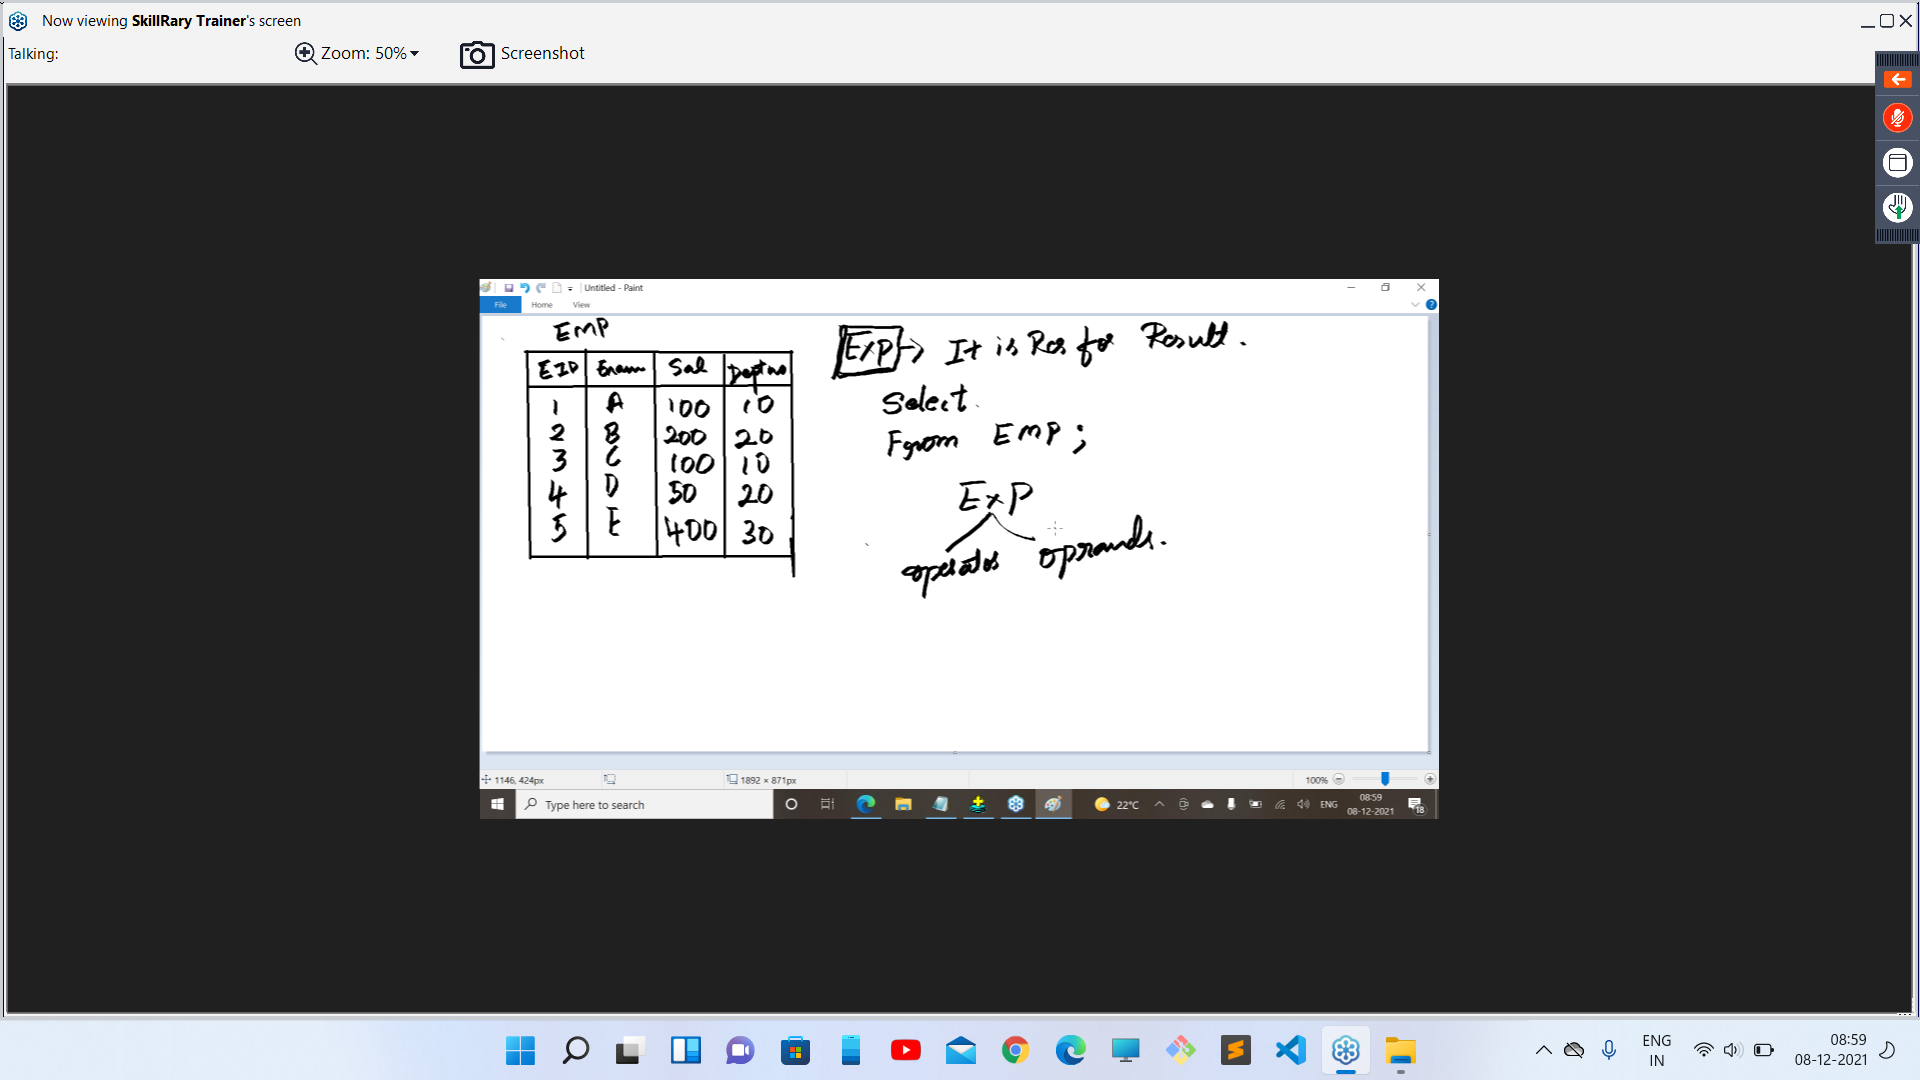 Now viewing SkillRary Trainer's screen
Talking:
Zoom: 50%
Screenshot
Untitled - Paint
File Home View
EMP
EID Ename Sal Deptno
1 A 100 10
2 B 200 20
3 C 100 10
4 D 50 20
5 E 400 30
EXP → It is Res for Result.
Select
From EMP;
EXP
operator oprands.
1146, 424px
1892 × 871px
100%
Type here to search
22°C
ENG
08:59
08-12-2021
18
ENG
IN
08:59
08-12-2021